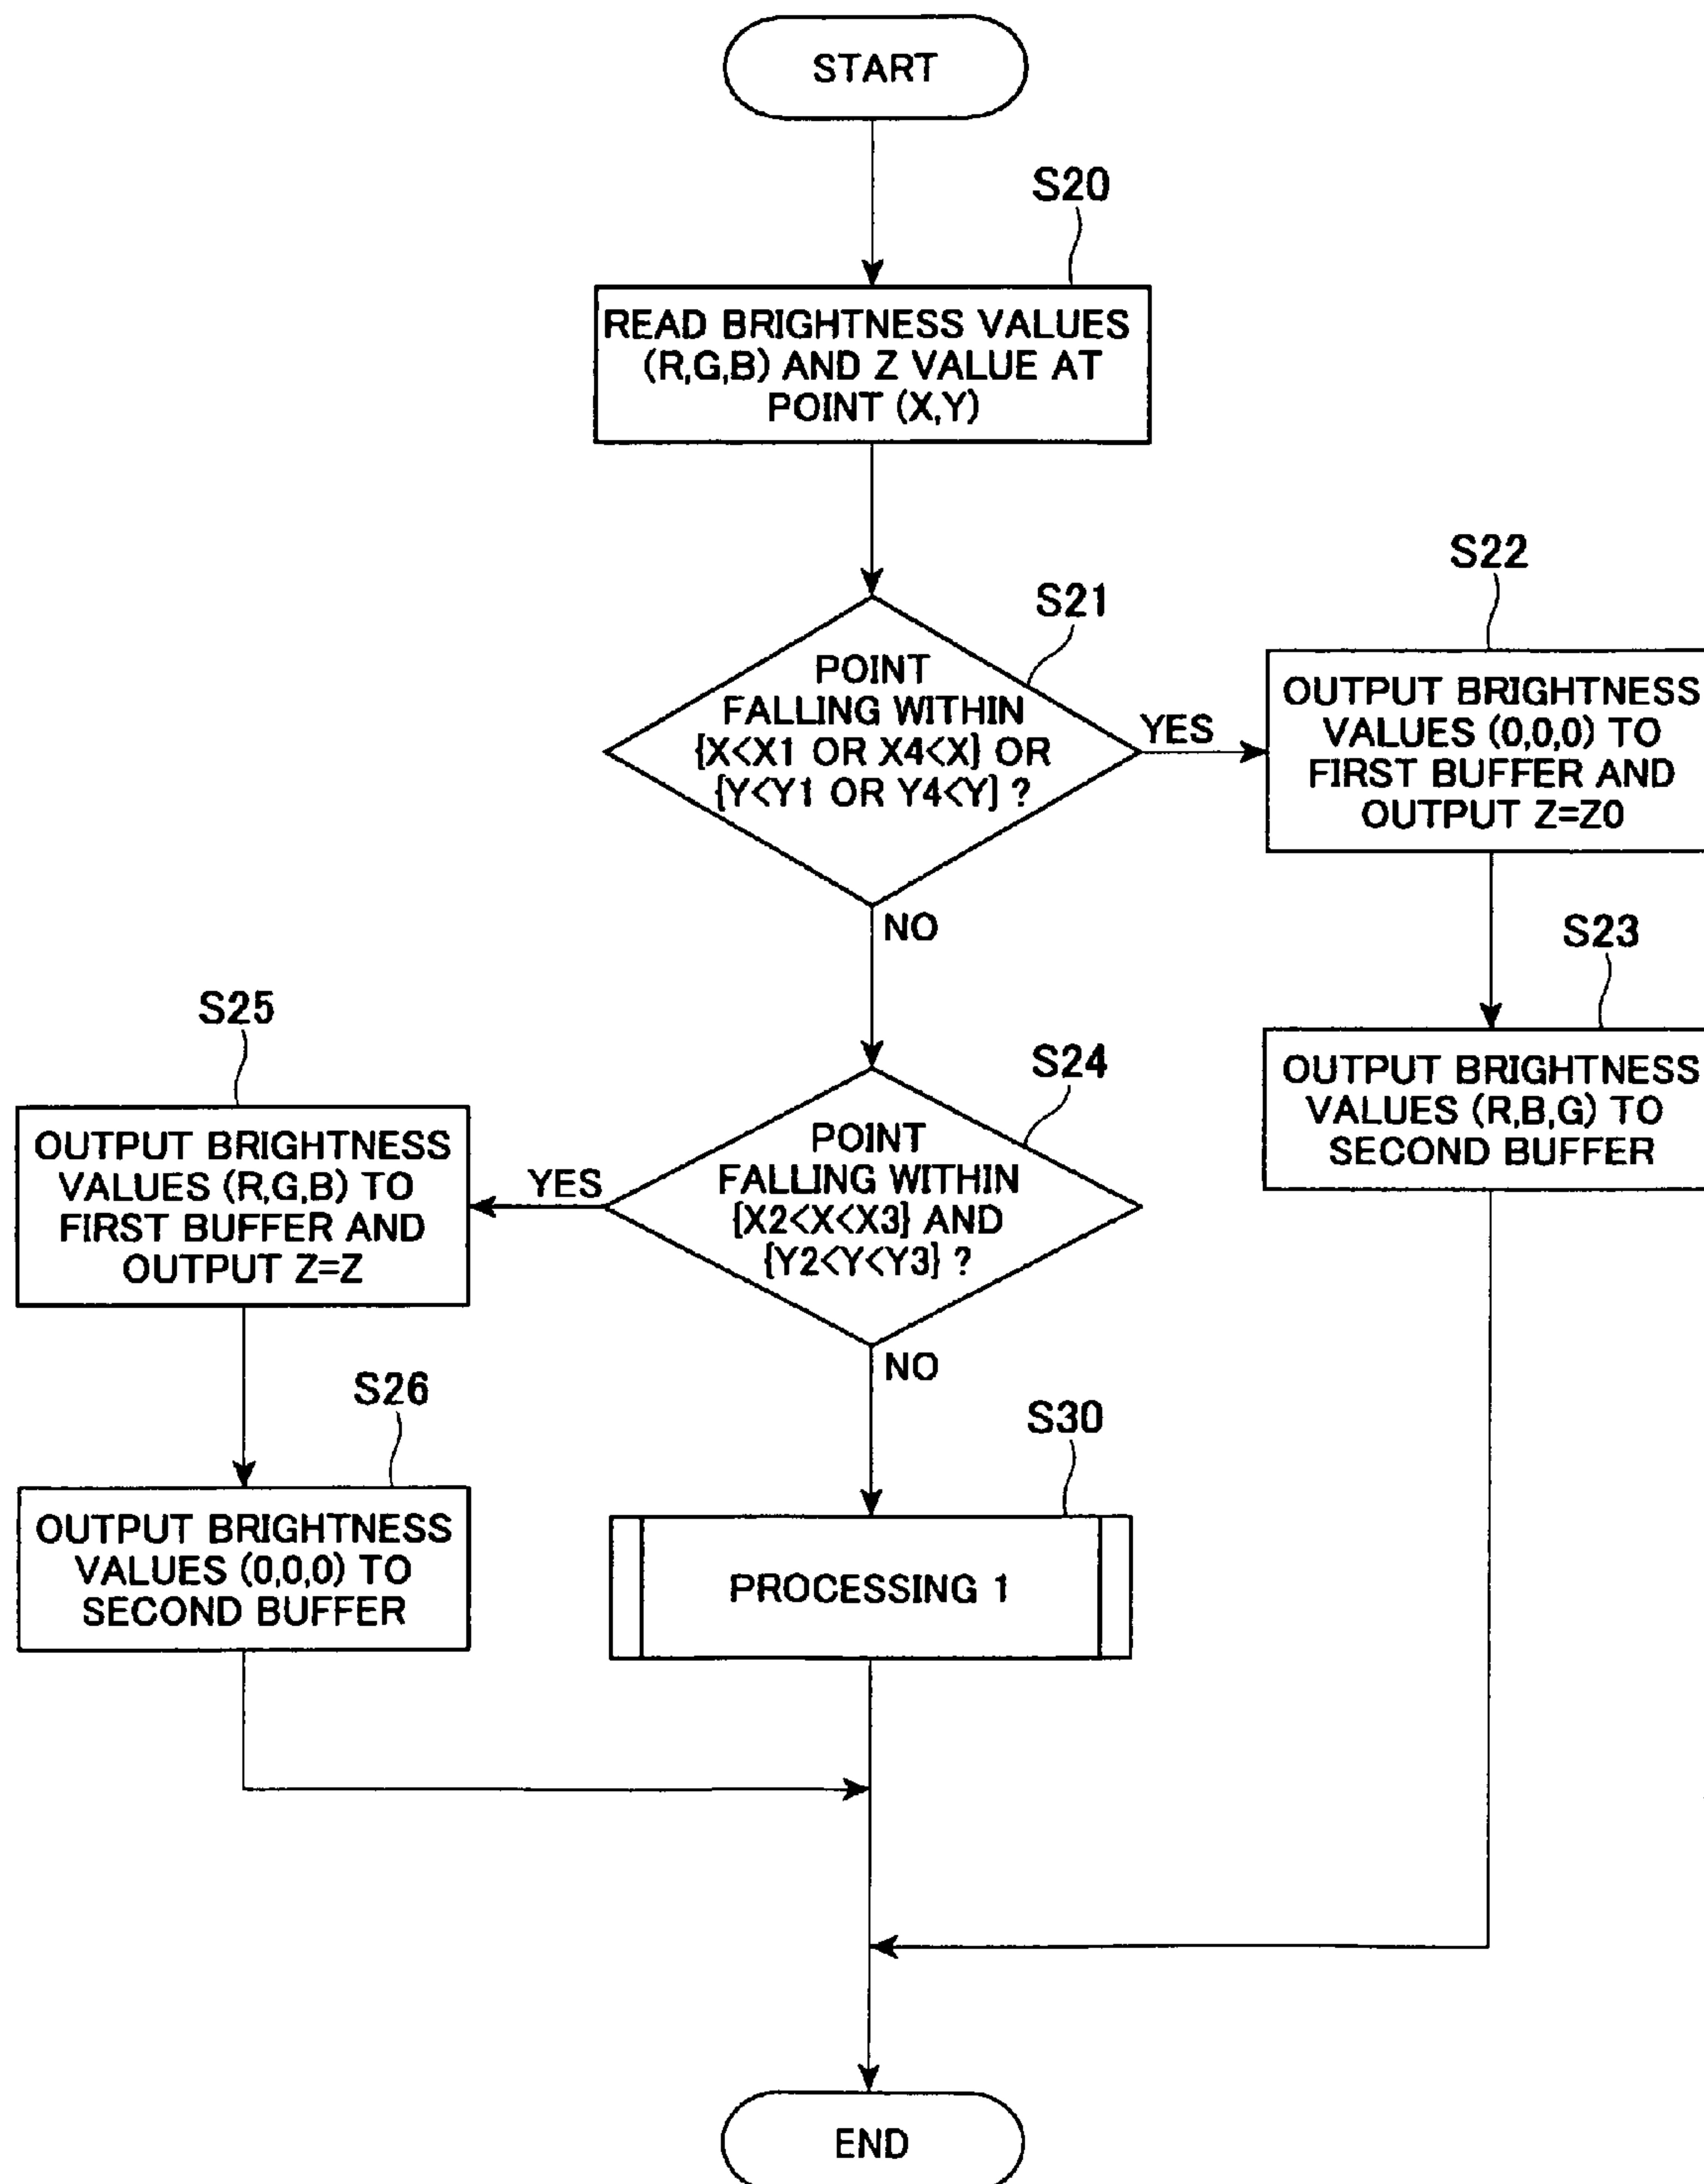 START
S20
READ BRIGHTNESS VALUES
(R,G,B) AND Z VALUE AT
POINT (X,Y)
S21
POINT
FALLING WITHIN
{X<X1 OR X4<X} OR
{Y<Y1 OR Y4<Y} ?
YES
NO
S22
OUTPUT BRIGHTNESS
VALUES (0,0,0) TO
FIRST BUFFER AND
OUTPUT Z=Z0
S23
OUTPUT BRIGHTNESS
VALUES (R,B,G) TO
SECOND BUFFER
S24
POINT
FALLING WITHIN
{X2<X<X3} AND
{Y2<Y<Y3} ?
YES
NO
S25
OUTPUT BRIGHTNESS
VALUES (R,G,B) TO
FIRST BUFFER AND
OUTPUT Z=Z
S26
OUTPUT BRIGHTNESS
VALUES (0,0,0) TO
SECOND BUFFER
S30
PROCESSING 1
END